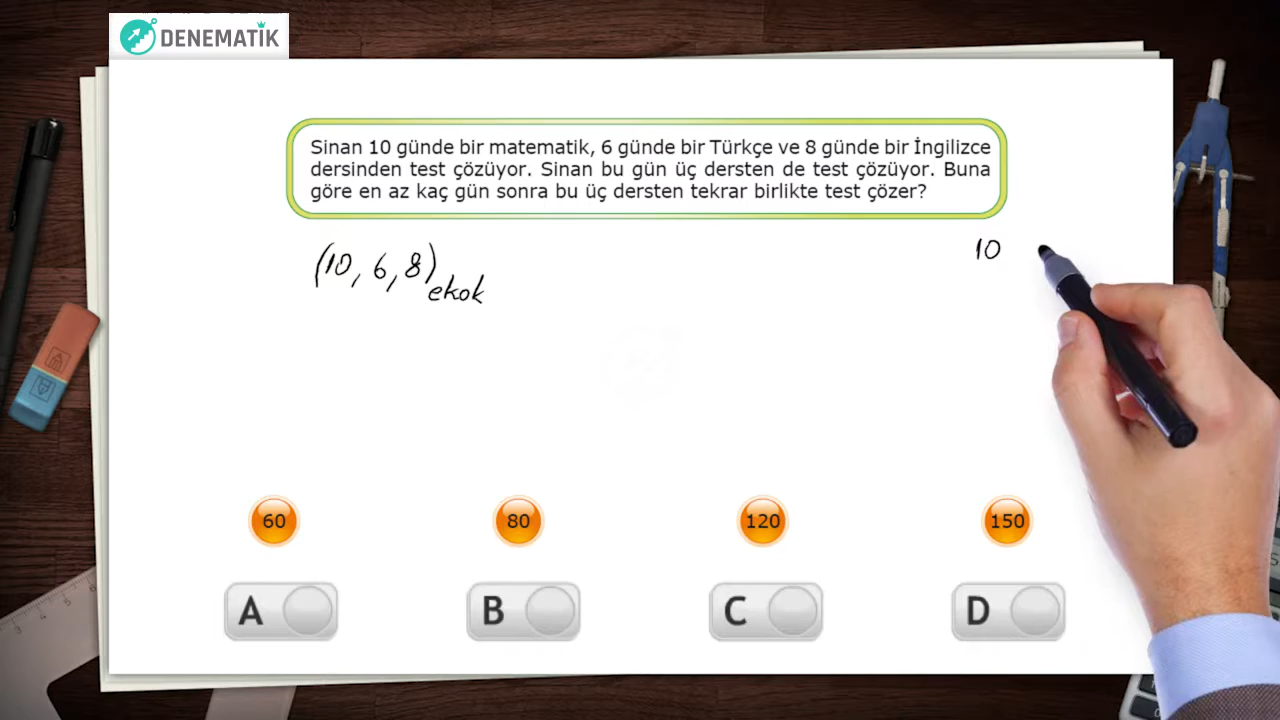 DENEMATİK
Sinan 10 günde bir matematik, 6 günde bir Türkçe ve 8 günde bir İngilizce
dersinden test çözüyor. Sinan bu gün üç dersten de test çözüyor. Buna
göre en az kaç gün sonra bu üç dersten tekrar birlikte test çözer?
(10, 6, 8)ekok
10
60
80
120
150
A
B
C
D